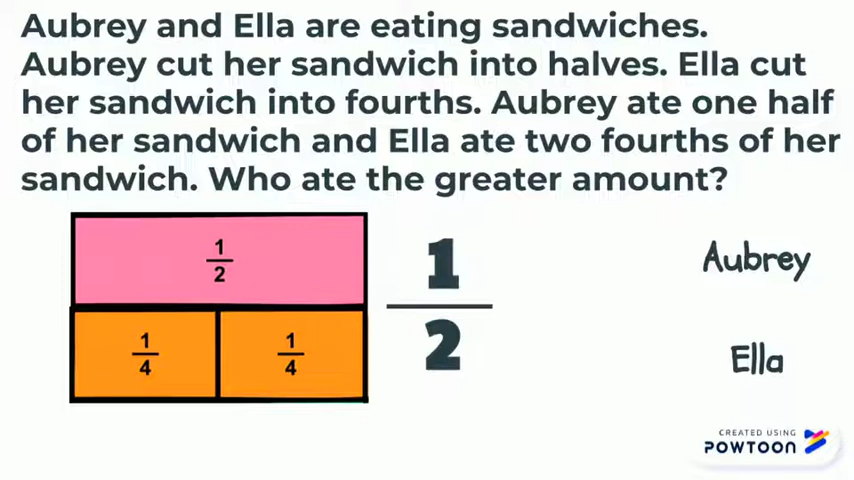 Aubrey and Ella are eating sandwiches.
Aubrey cut her sandwich into halves. Ella cut
her sandwich into fourths. Aubrey ate one half
of her sandwich and Ella ate two fourths of her
sandwich. Who ate the greater amount?
1
2
1
4
1
4
1
2
Aubrey
Ella
CREATED USING
POWTOON